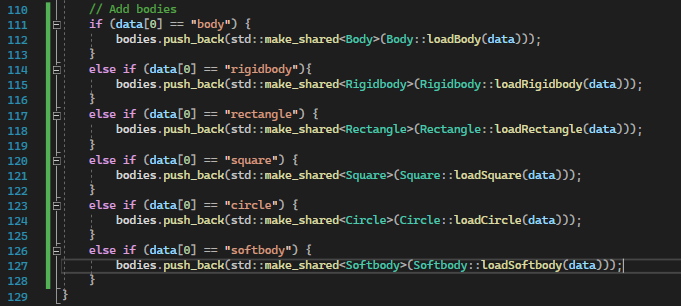 110 // Add bodies
111 if (data[0] == "body") {
112 bodies.push_back(std::make_shared<Body>(Body::loadBody(data)));
113 }
114 else if (data[0] == "rigidbody"){
115 bodies.push_back(std::make_shared<Rigidbody>(Rigidbody::loadRigidbody(data)));
116 }
117 else if (data[0] == "rectangle") {
118 bodies.push_back(std::make_shared<Rectangle>(Rectangle::loadRectangle(data)));
119 }
120 else if (data[0] == "square") {
121 bodies.push_back(std::make_shared<Square>(Square::loadSquare(data)));
122 }
123 else if (data[0] == "circle") {
124 bodies.push_back(std::make_shared<Circle>(Circle::loadCircle(data)));
125 }
126 else if (data[0] == "softbody") {
127 bodies.push_back(std::make_shared<Softbody>(Softbody::loadSoftbody(data)));
128 }
129 }